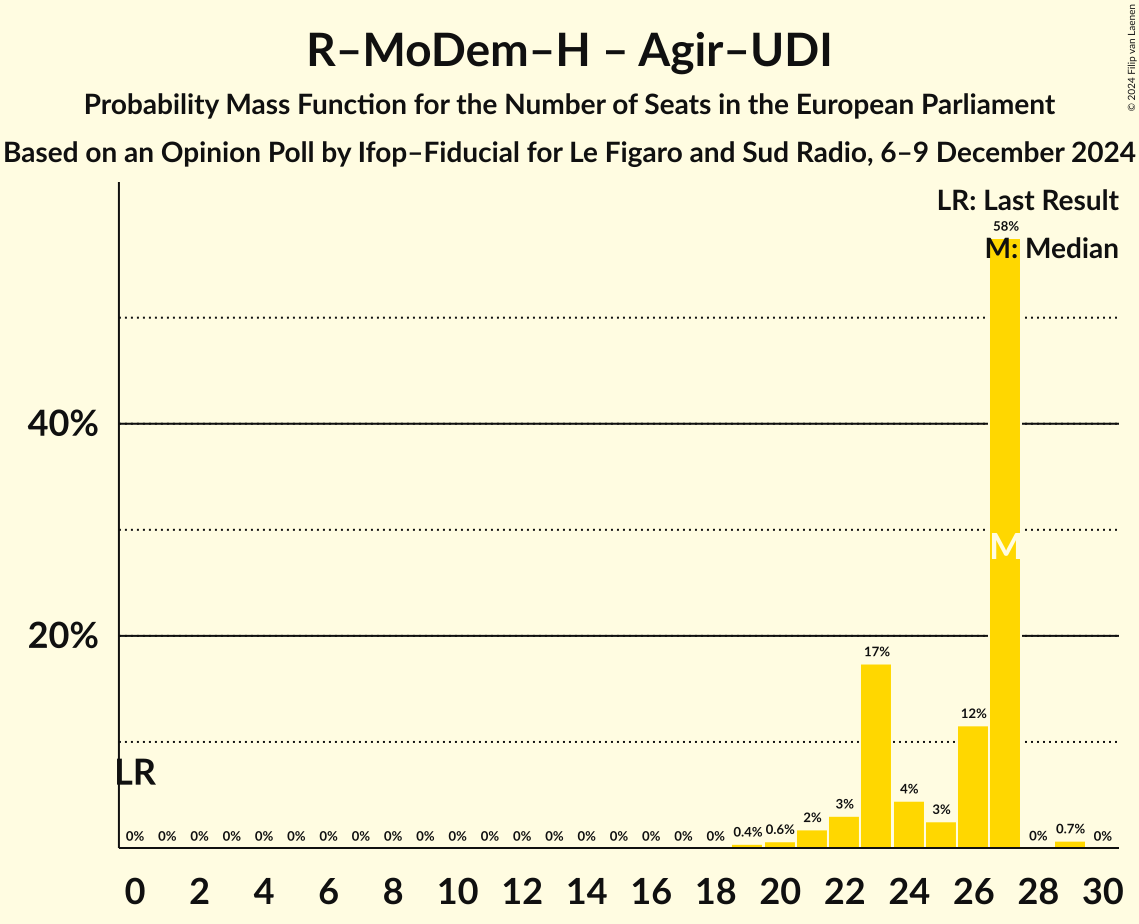 R–MoDem–H – Agir–UDI
Probability Mass Function for the Number of Seats in the European Parliament
Based on an Opinion Poll by Ifop–Fiducial for Le Figaro and Sud Radio, 6–9 December 2024
© 2024 Filip van Laenen
LR: Last Result
M: Median
58%
40%
M
20%
17%
12%
LR
0% 0% 0% 0% 0% 0% 0% 0% 0% 0% 0% 0% 0% 0% 0% 0% 0% 0% 0% 0.4% 0.6% 2% 3% 4% 3% 0% 0.7% 0%
0 2 4 6 8 10 12 14 16 18 20 22 24 26 28 30